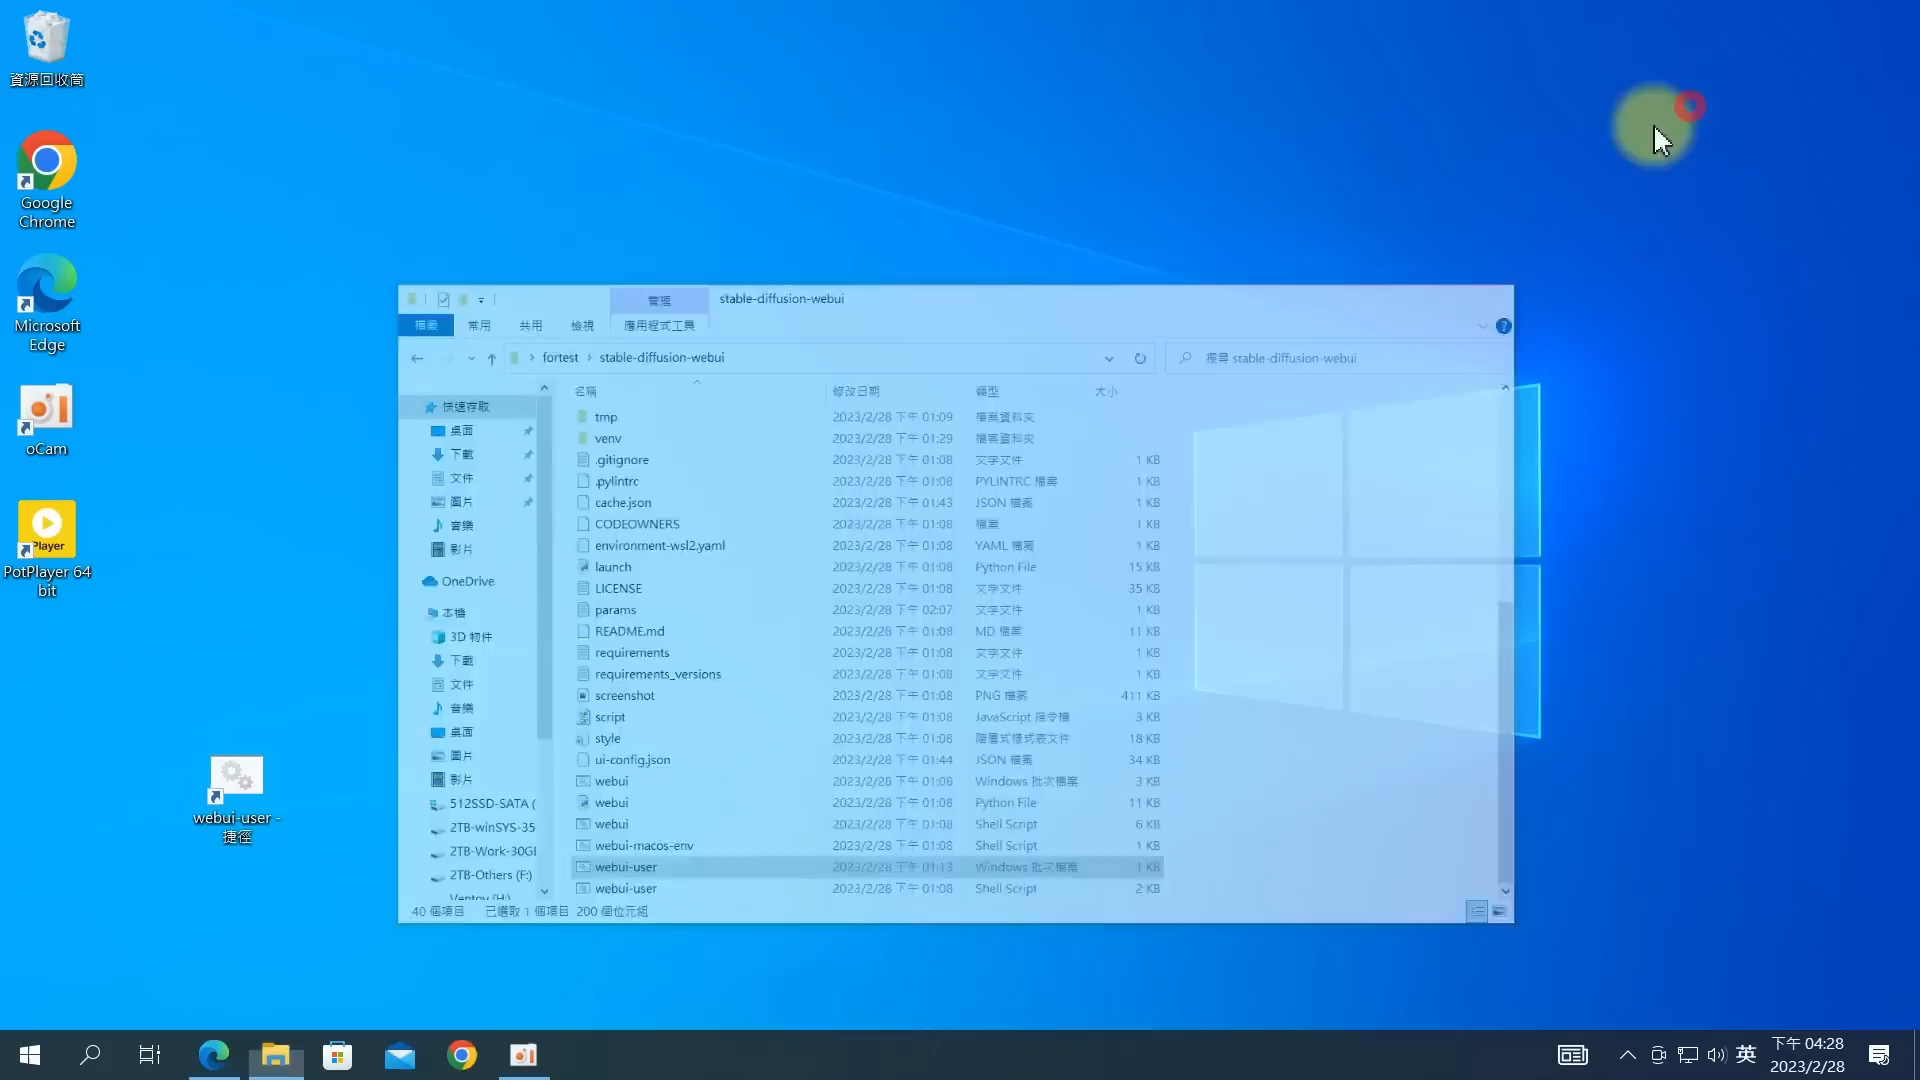 資源回收筒
Google
Chrome
Microsoft
Edge
oCam
Player
PotPlayer 64
bit
webui-user -
捷徑
管理
stable-diffusion-webui
檔案
常用
共用
檢視
應用程式工具
fortest › stable-diffusion-webui
搜尋 stable-diffusion-webui
快速存取
桌面
下載
文件
圖片
音樂
影片
OneDrive
本機
3D 物件
下載
文件
音樂
桌面
圖片
影片
512SSD-SATA (
2TB-winSYS-35
2TB-Work-30GE
2TB-Others (F:)
Ventoy (H:)
名稱 修改日期 類型 大小
tmp 2023/2/28 下午 01:09 檔案資料夾
venv 2023/2/28 下午 01:29 檔案資料夾
.gitignore 2023/2/28 下午 01:08 文字文件 1 KB
.pylintrc 2023/2/28 下午 01:08 PYLINTRC 檔案 1 KB
cache.json 2023/2/28 下午 01:43 JSON 檔案 1 KB
CODEOWNERS 2023/2/28 下午 01:08 檔案 1 KB
environment-wsl2.yaml 2023/2/28 下午 01:08 YAML 檔案 1 KB
launch 2023/2/28 下午 01:08 Python File 15 KB
LICENSE 2023/2/28 下午 01:08 文字文件 35 KB
params 2023/2/28 下午 02:07 文字文件 1 KB
README.md 2023/2/28 下午 01:08 MD 檔案 11 KB
requirements 2023/2/28 下午 01:08 文字文件 1 KB
requirements_versions 2023/2/28 下午 01:08 文字文件 1 KB
screenshot 2023/2/28 下午 01:08 PNG 檔案 411 KB
script 2023/2/28 下午 01:08 JavaScript 指令檔 3 KB
style 2023/2/28 下午 01:08 階層式樣式表文件 18 KB
ui-config.json 2023/2/28 下午 01:44 JSON 檔案 34 KB
webui 2023/2/28 下午 01:08 Windows 批次檔案 3 KB
webui 2023/2/28 下午 01:08 Python File 11 KB
webui 2023/2/28 下午 01:08 Shell Script 6 KB
webui-macos-env 2023/2/28 下午 01:08 Shell Script 1 KB
webui-user 2023/2/28 下午 01:13 Windows 批次檔案 1 KB
webui-user 2023/2/28 下午 01:08 Shell Script 2 KB
40 個項目 已選取 1 個項目 200 個位元組
英
下午 04:28
2023/2/28